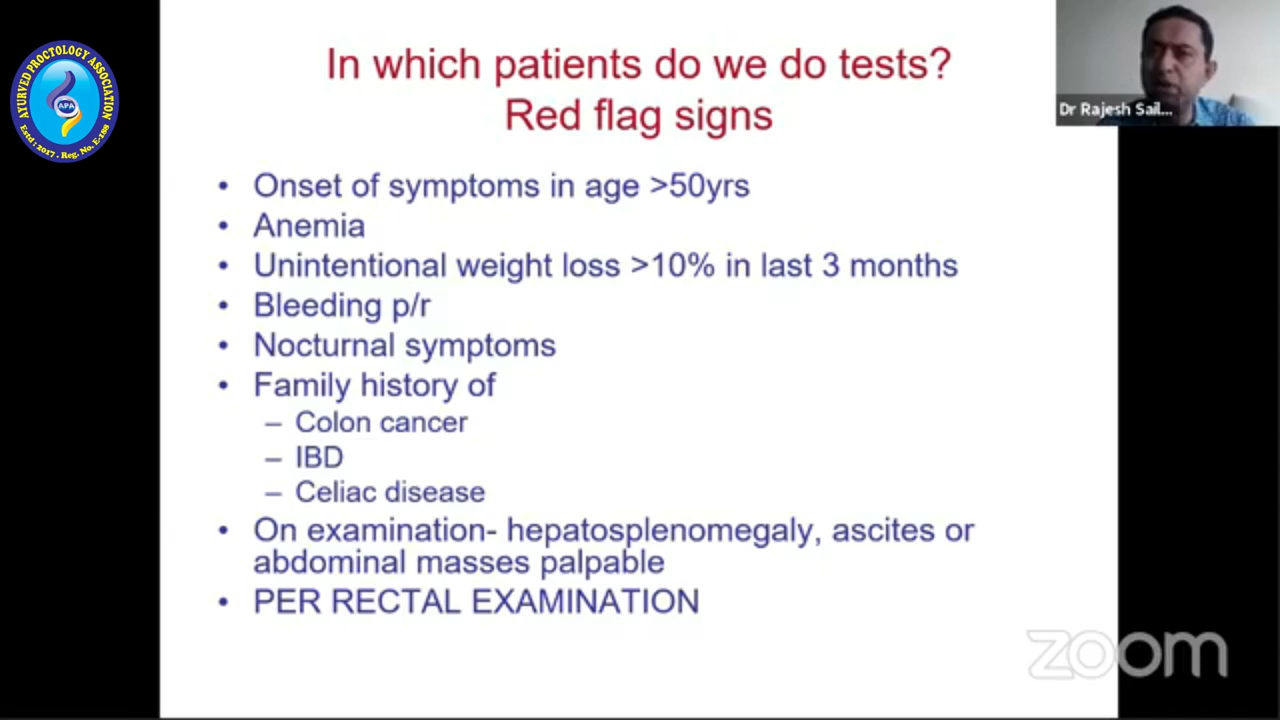 AYURVED PROCTOLOGY ASSOCIATION
APA
Estd : 2017 . Reg. No. E-188
In which patients do we do tests?
Red flag signs
Dr Rajesh Sail...
• Onset of symptoms in age >50yrs
• Anemia
• Unintentional weight loss >10% in last 3 months
• Bleeding p/r
• Nocturnal symptoms
• Family history of
– Colon cancer
– IBD
– Celiac disease
• On examination- hepatosplenomegaly, ascites or
abdominal masses palpable
• PER RECTAL EXAMINATION
zoom